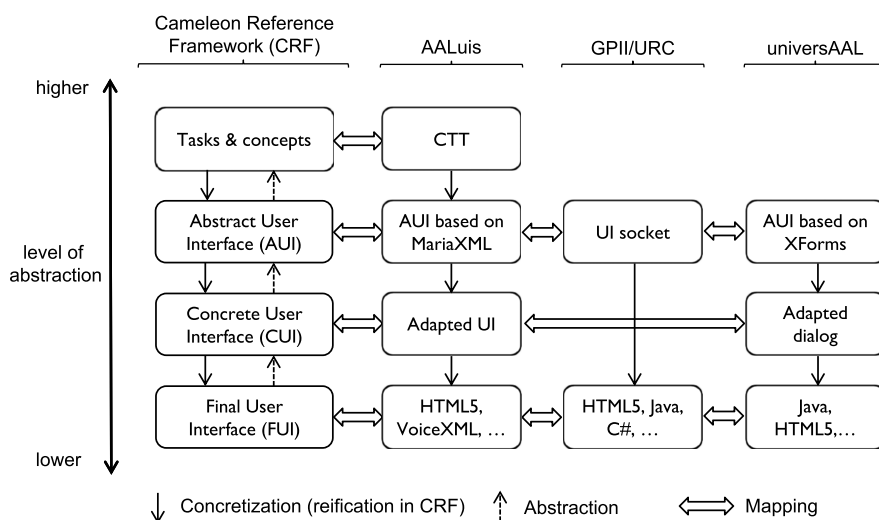 Cameleon Reference
Framework (CRF)
AALuis
GPII/URC
universAAL
higher
Tasks & concepts
CTT
Abstract User
Interface (AUI)
AUI based on
MariaXML
UI socket
AUI based on
XForms
level of
abstraction
Concrete User
Interface (CUI)
Adapted UI
Adapted
dialog
Final User
Interface (FUI)
HTML5,
VoiceXML, …
HTML5, Java,
C#, …
Java,
HTML5,…
lower
Concretization (reification in CRF)
Abstraction
Mapping